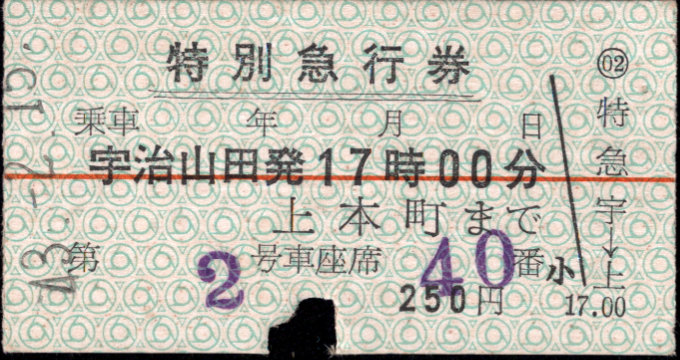 特別急行券
乗車 年 月 日
宇治山田発17時00分
上本町まで
第 2 号車座席 40 番
250円
小
02
特急宇→上
17.00
43.-2.15.